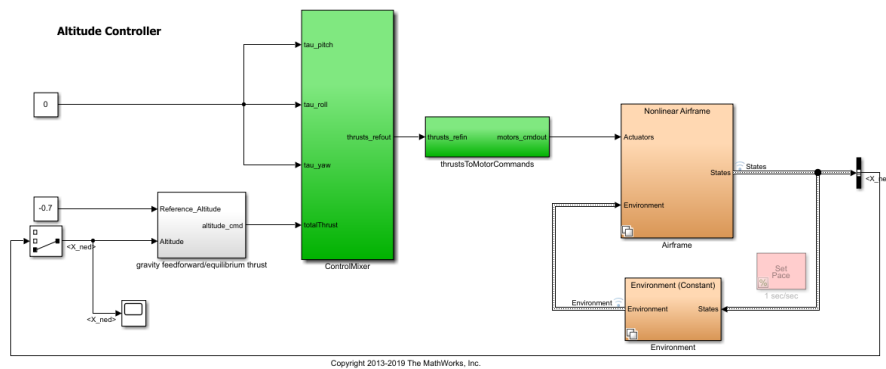 Altitude Controller
0
tau_pitch
tau_roll
tau_yaw
totalThrust
thrusts_refout
ControlMixer
thrusts_refin
motors_cmdout
thrustsToMotorCommands
Nonlinear Airframe
Actuators
States
Environment
Airframe
States
-0.7
Reference_Altitude
altitude_cmd
Altitude
gravity feedforward/equilibrium thrust
<X_ned>
<X_ned>
<X_ne
Set
Pace
1 sec/sec
Environment (Constant)
Environment
Environment
States
Environment
Copyright 2013-2019 The MathWorks, Inc.